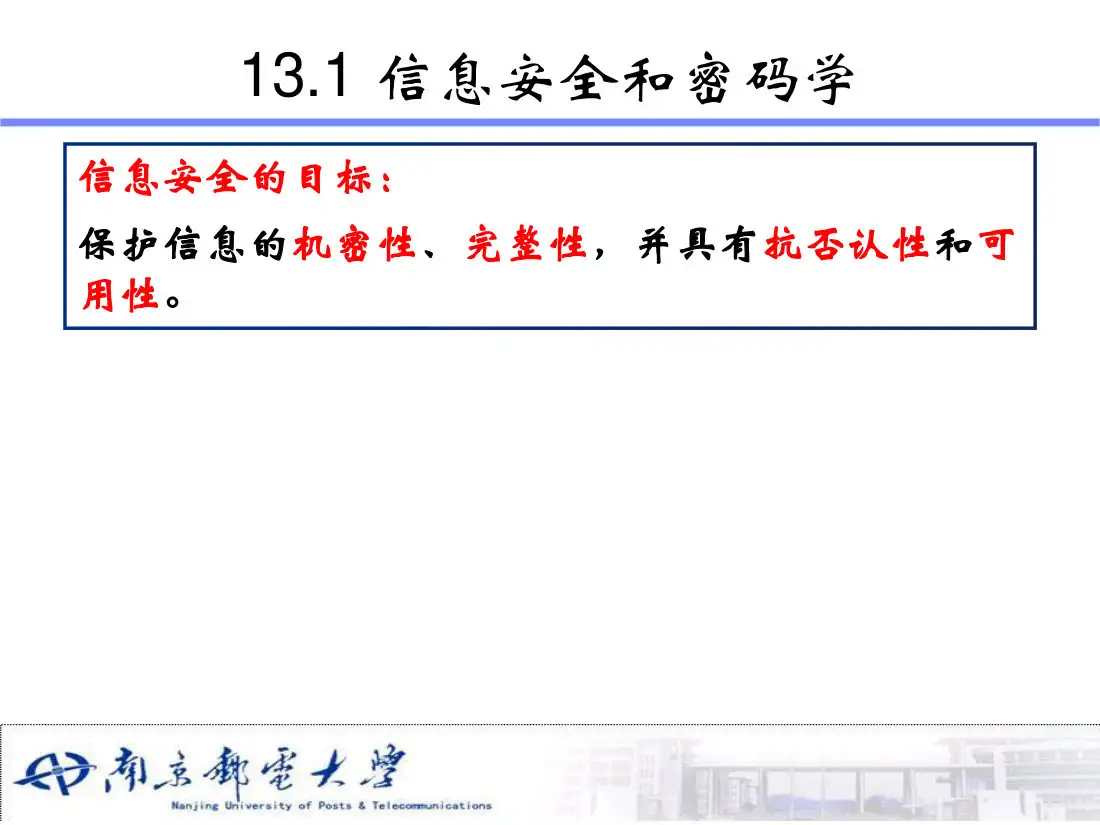 13.1 信息安全和密码学
信息安全的目标：
保护信息的机密性、完整性，并具有抗否认性和可
用性。
南京郵電大學
Nanjing University of Posts & Telecommunications